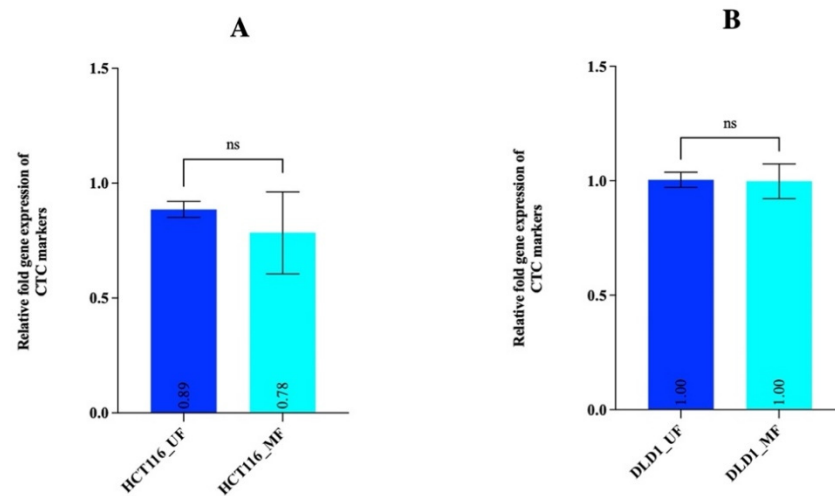 A
Relative fold gene expression of
CTC markers
1.5
1.0
0.5
0.0
ns
0.89
0.78
HCT116_UF
HCT116_MF
B
Relative fold gene expression of
CTC markers
1.5
1.0
0.5
0.0
ns
1.00
1.00
DLD1_UF
DLD1_MF